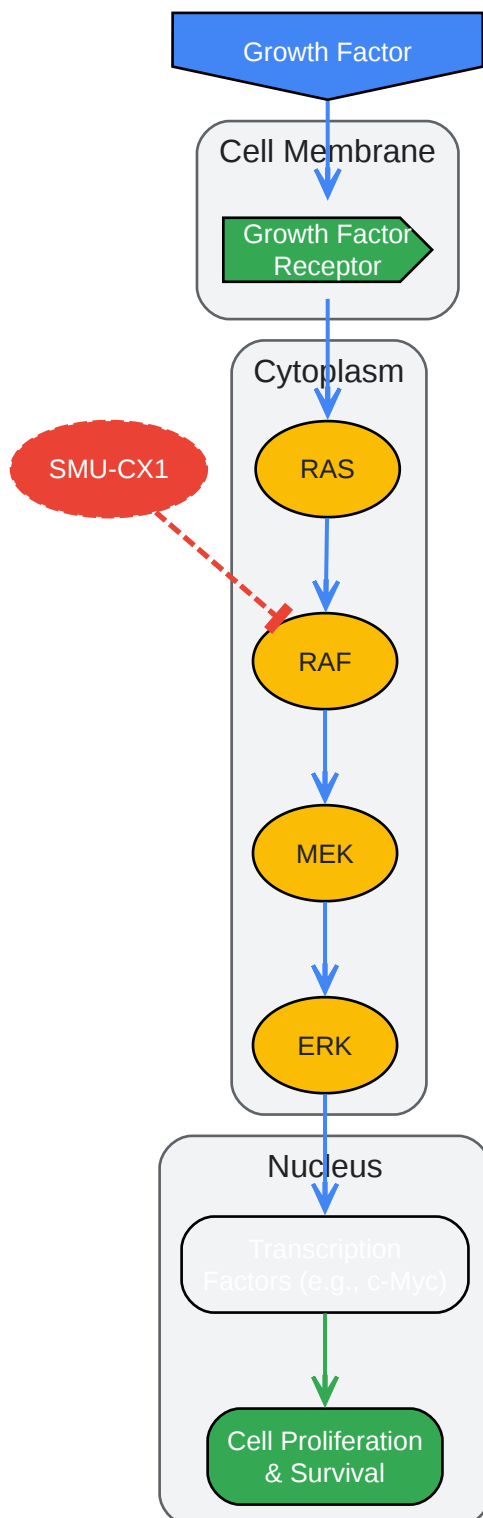 Growth Factor
Cell Membrane
Growth Factor
Receptor
Cytoplasm
SMU-CX1
RAS
RAF
MEK
ERK
Nucleus
Transcription
Factors (e.g., c-Myc)
Cell Proliferation
& Survival